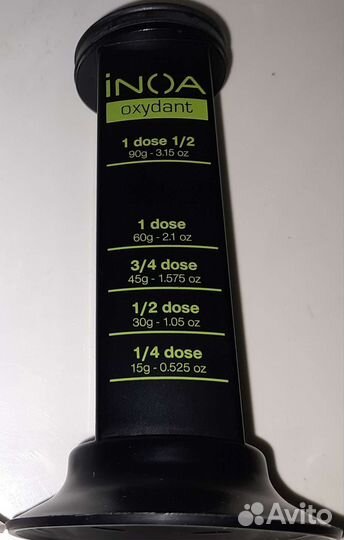 iNOA
oxydant
1 dose 1/2
90g - 3.15 oz
1 dose
60g - 2.1 oz
3/4 dose
45g - 1.575 oz
1/2 dose
30g - 1.05 oz
1/4 dose
15g - 0.525 oz
Avito